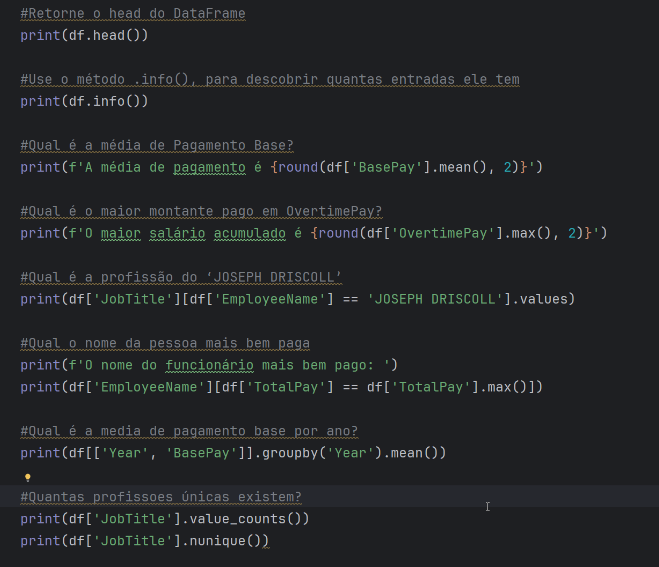 #Retorne o head do DataFrame
print(df.head())
#Use o método .info(), para descobrir quantas entradas ele tem
print(df.info())
#Qual é a média de Pagamento Base?
print(f'A média de pagamento é {round(df['BasePay'].mean(), 2)}')
#Qual é o maior montante pago em OvertimePay?
print(f'O maior salário acumulado é {round(df['OvertimePay'].max(), 2)}')
#Qual é a profissão do ‘JOSEPH DRISCOLL’
print(df['JobTitle'][df['EmployeeName'] == 'JOSEPH DRISCOLL'].values)
#Qual o nome da pessoa mais bem paga
print(f'O nome do funcionário mais bem pago: ')
print(df['EmployeeName'][df['TotalPay'] == df['TotalPay'].max()])
#Qual é a media de pagamento base por ano?
print(df[['Year', 'BasePay']].groupby('Year').mean())
#Quantas profissoes únicas existem?
print(df['JobTitle'].value_counts())
print(df['JobTitle'].nunique())